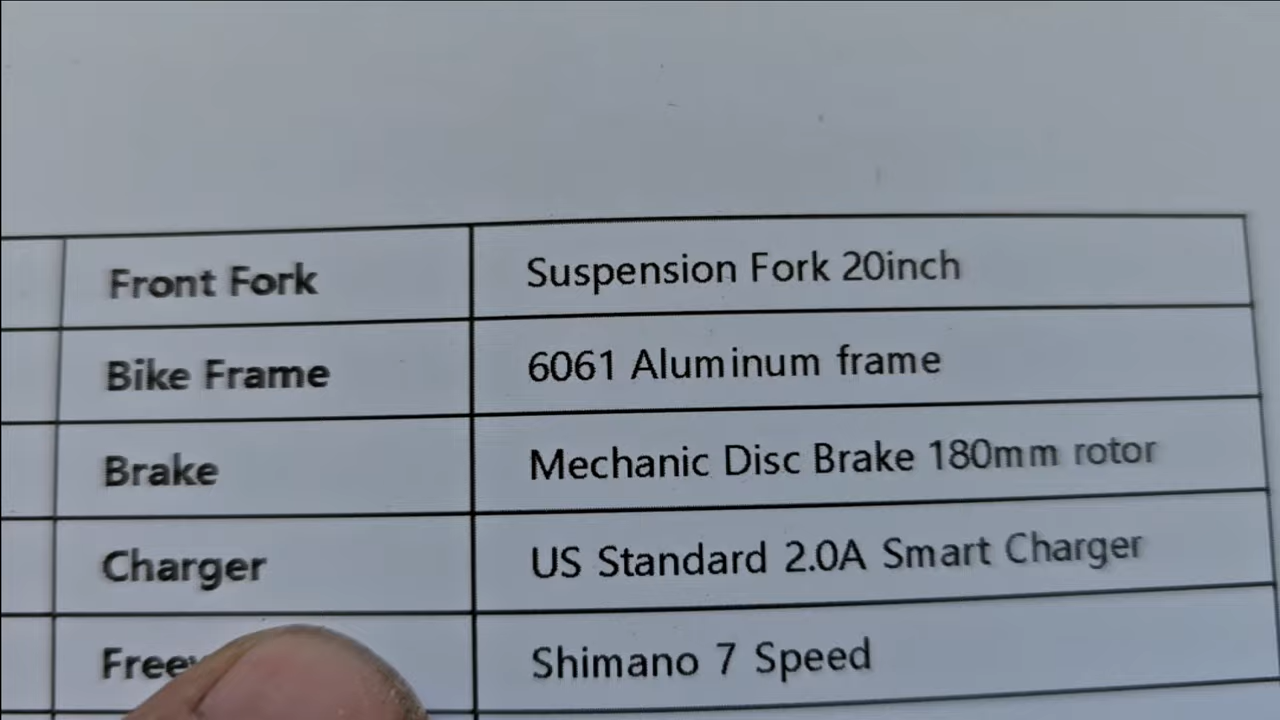 Front Fork Suspension Fork 20inch
Bike Frame 6061 Aluminum frame
Brake Mechanic Disc Brake 180mm rotor
Charger US Standard 2.0A Smart Charger
Shimano 7 Speed